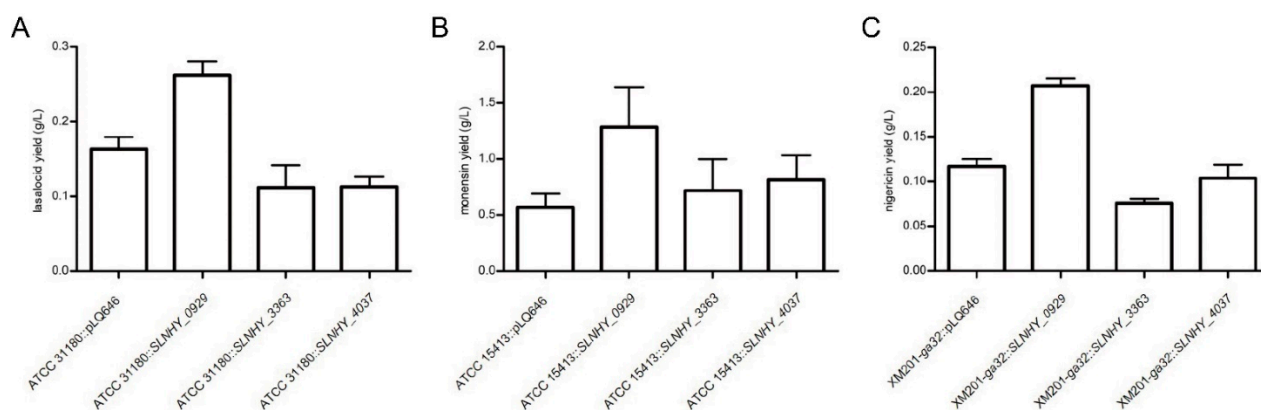 A
lasalocid yield (g/L)
0.3
0.2
0.1
0.0
ATCC 31180::pLQ646
ATCC 31180::SLNHY_0929
ATCC 31180::SLNHY_3363
ATCC 31180::SLNHY_4037
B
monensin yield (g/L)
2.0
1.5
1.0
0.5
0.0
ATCC 15413::pLQ646
ATCC 15413::SLNHY_0929
ATCC 15413::SLNHY_3363
ATCC 15413::SLNHY_4037
C
nigericin yield (g/L)
0.25
0.20
0.15
0.10
0.05
0.00
XM201-ga32::pLQ646
XM201-ga32::SLNHY_0929
XM201-ga32::SLNHY_3363
XM201-ga32::SLNHY_4037